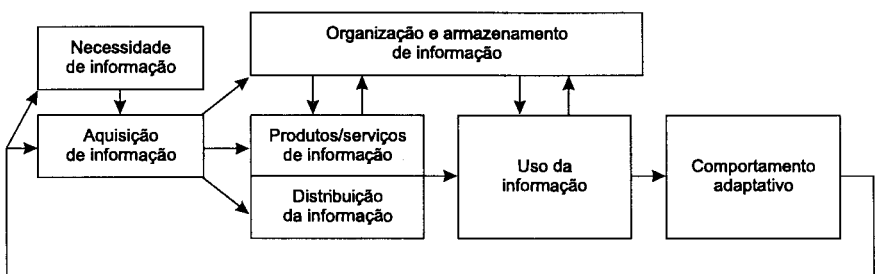 Necessidade
de informação
Organização e armazenamento
de informação
Aquisição
de informação
Produtos/serviços
de informação
Distribuição
da informação
Uso da
informação
Comportamento
adaptativo